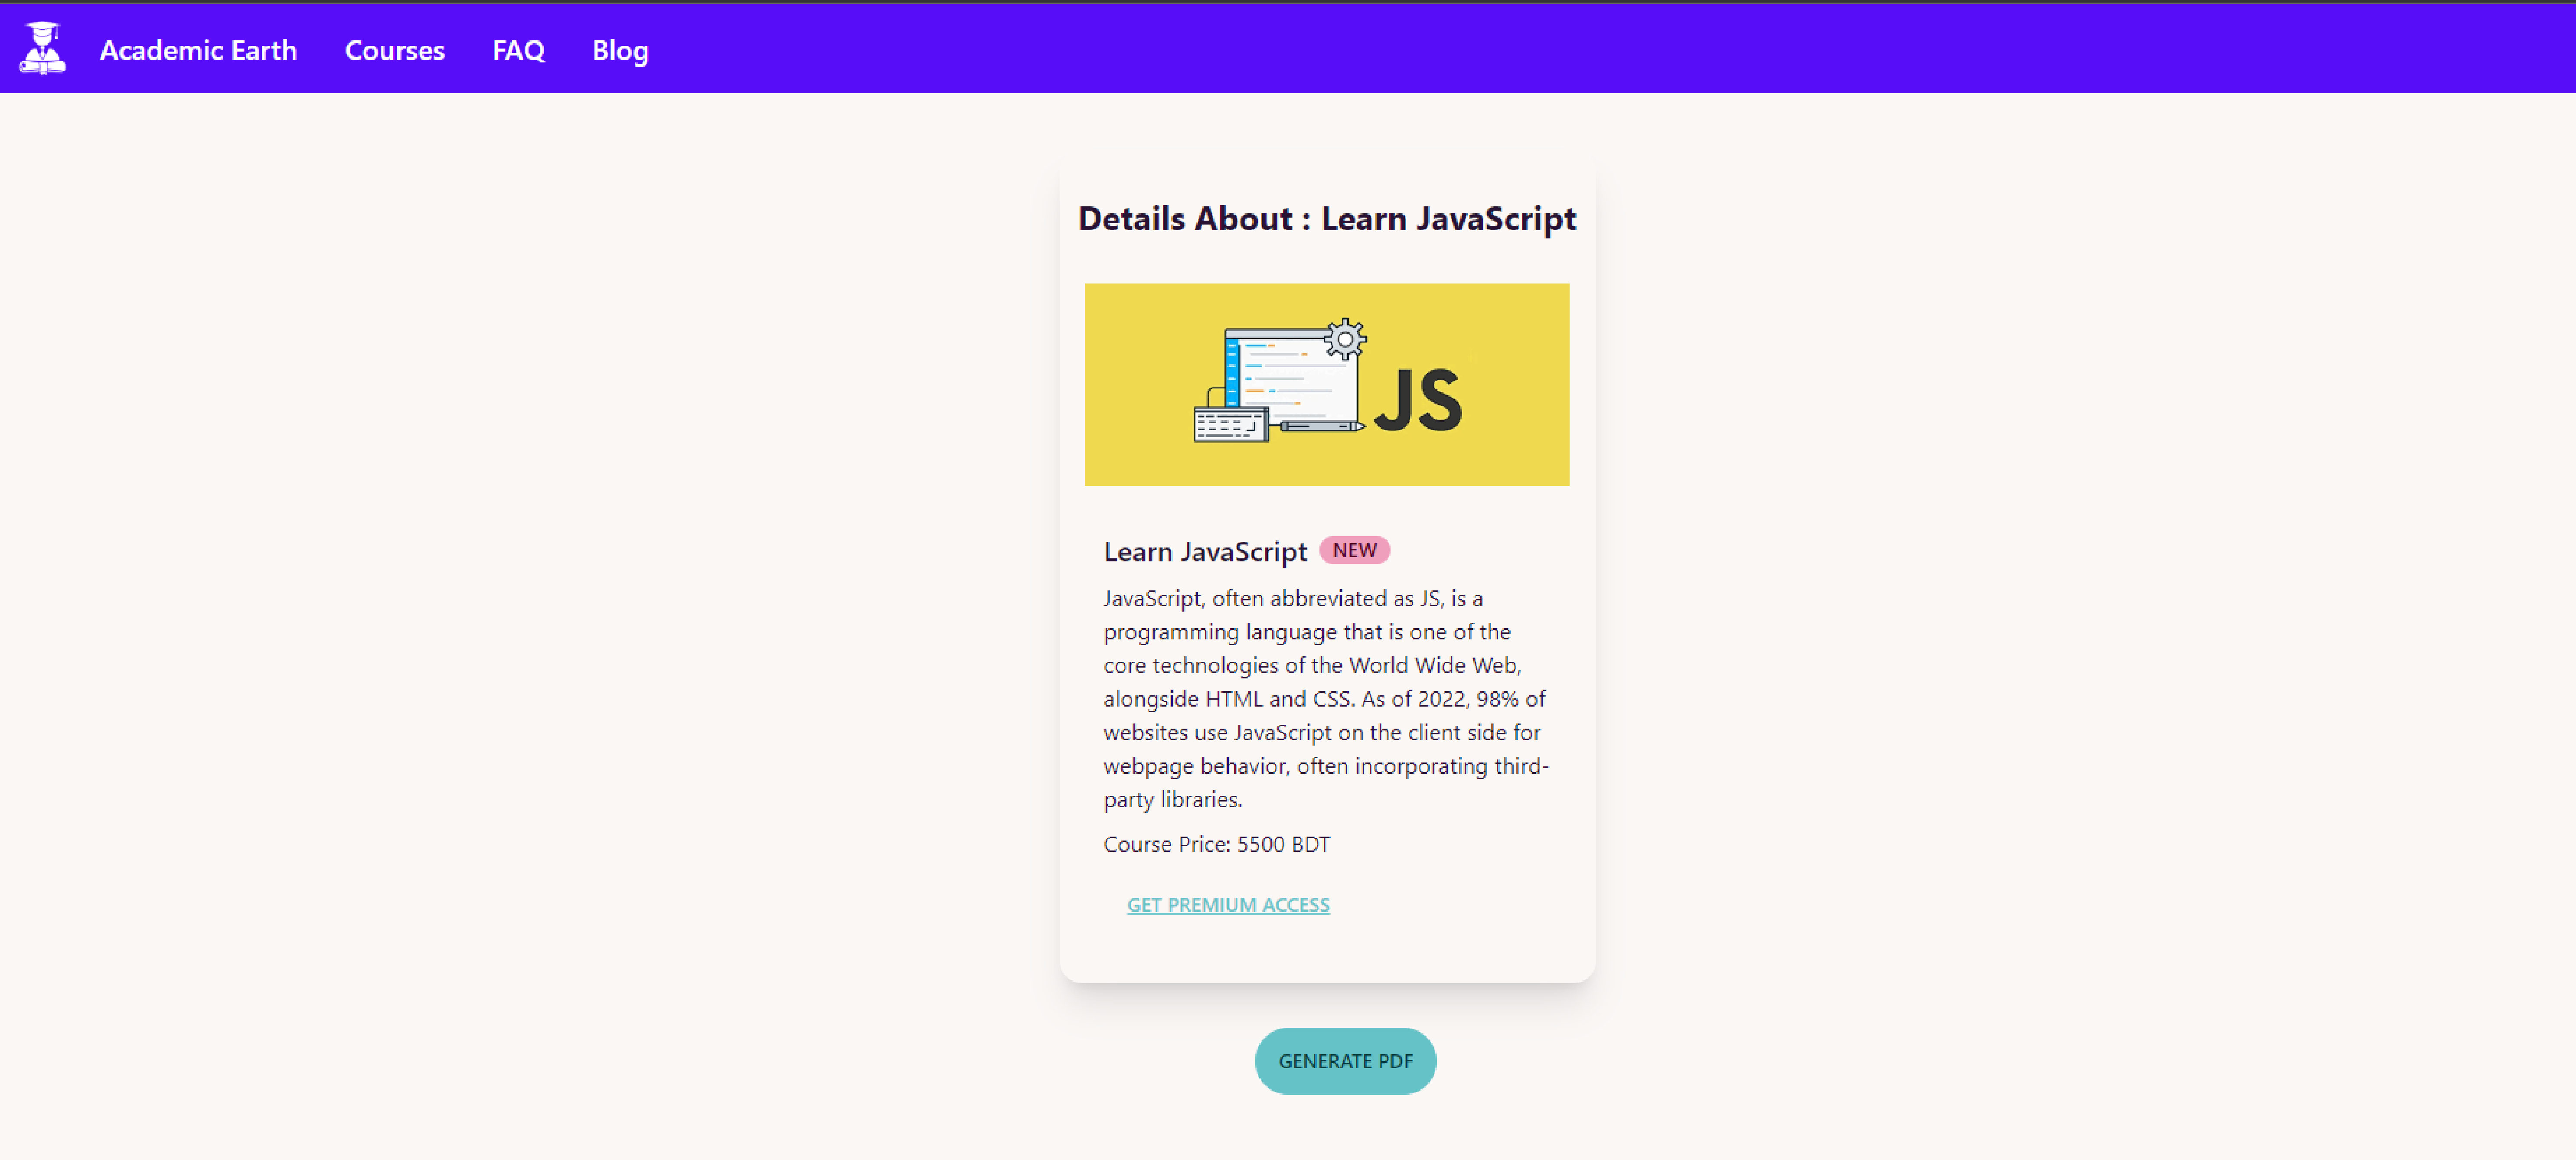 Academic Earth Courses FAQ Blog
Details About : Learn JavaScript
JS
Learn JavaScript NEW
JavaScript, often abbreviated as JS, is a
programming language that is one of the
core technologies of the World Wide Web,
alongside HTML and CSS. As of 2022, 98% of
websites use JavaScript on the client side for
webpage behavior, often incorporating third-
party libraries.
Course Price: 5500 BDT
GET PREMIUM ACCESS
GENERATE PDF